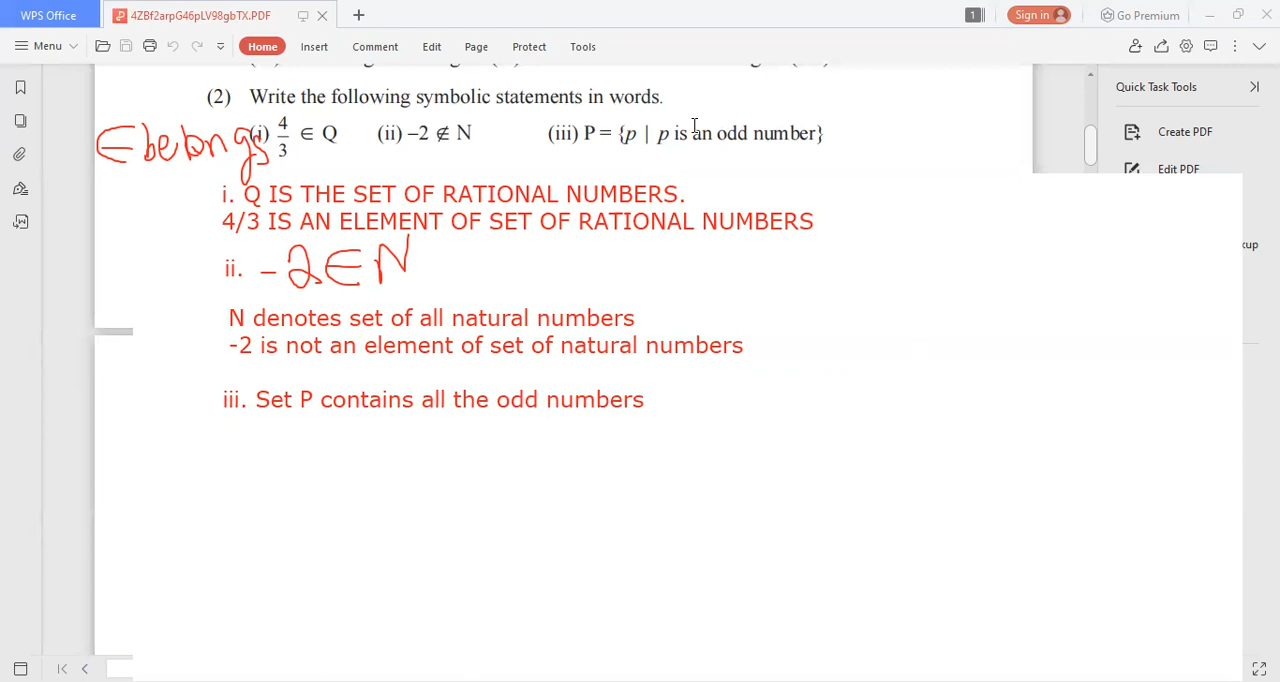 WPS Office 4ZBf2arpG46pLV98gbTX.PDF 1 Sign in Go Premium
Menu Home Insert Comment Edit Page Protect Tools
(2) Write the following symbolic statements in words.
(i) 4/3 ∈ Q (ii) –2 ∉ N (iii) P = {p | p is an odd number}
∈ belongs
i. Q IS THE SET OF RATIONAL NUMBERS.
4/3 IS AN ELEMENT OF SET OF RATIONAL NUMBERS
ii. – 2 ∈ N
N denotes set of all natural numbers
-2 is not an element of set of natural numbers
iii. Set P contains all the odd numbers
Quick Task Tools
Create PDF
Edit PDF